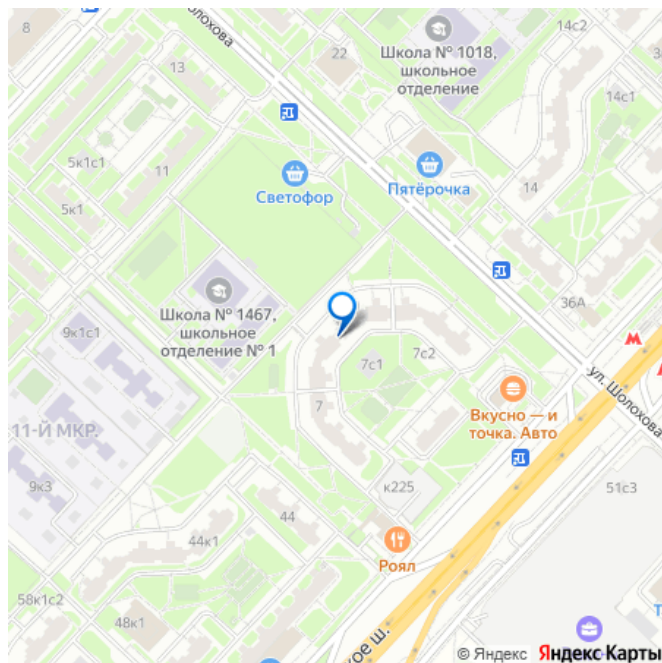 8
Шолохова
14с2
22
Школа № 1018,
школьное
отделение
13
14с1
5к1с1
11
Светофор
Пятёрочка
14
5к1
Школа № 1467,
школьное
отделение № 1
36А
9к1с1
7с2
7с1
ул. Шолохова
7
Вкусно — и
точка. Авто
11-Й МКР.
9к3
к225
51с3
44
44к1
Роял
58к1с2
48к1
кое ш.
© Яндекс Яндекс Карты